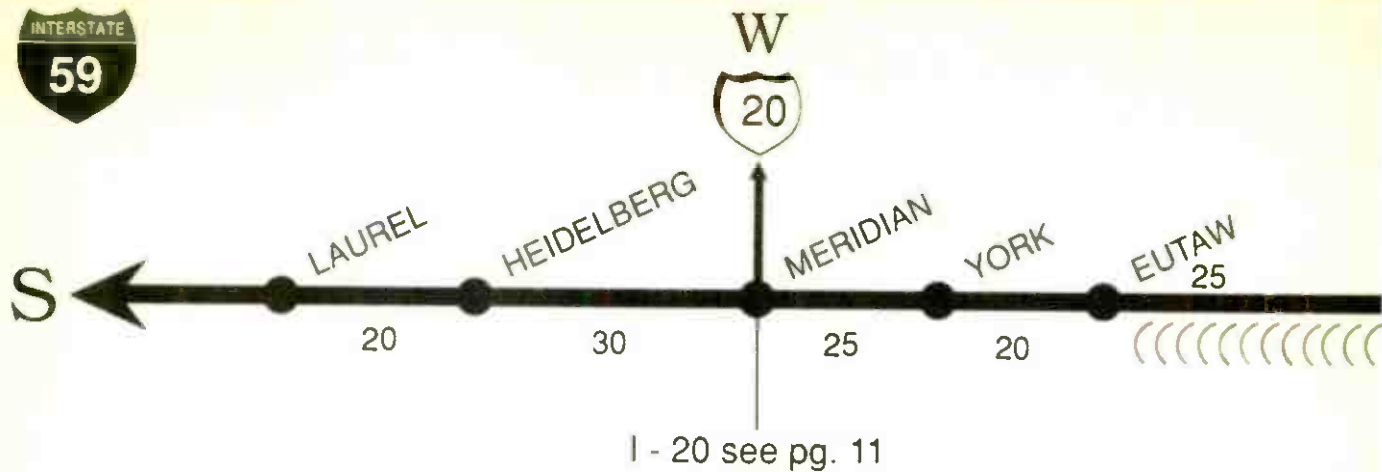 INTERSTATE
59
W
20
LAUREL
HEIDELBERG
MERIDIAN
YORK
EUTAW
25
S
20
30
25
20
I - 20 see pg. 11